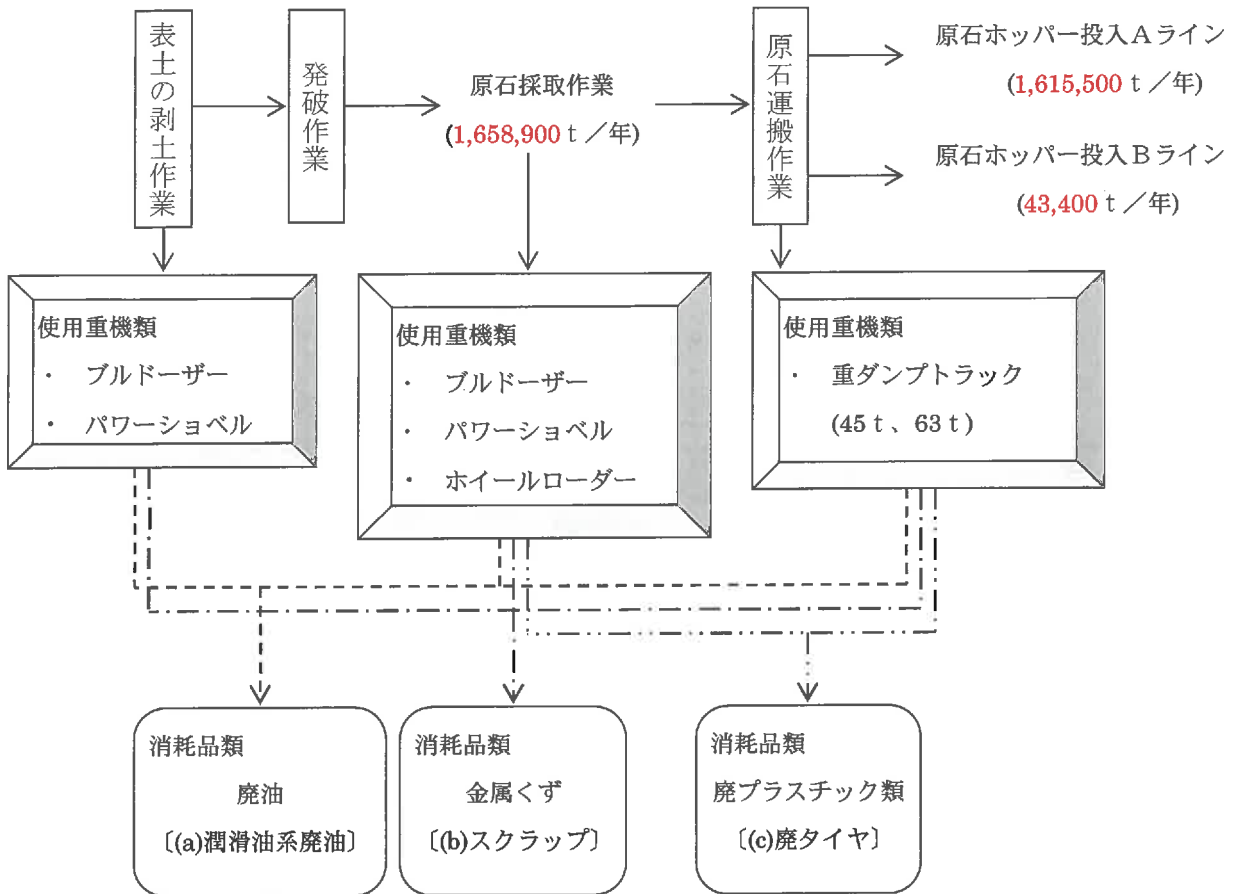 表土の剥土作業
発破作業
原石採取作業
(1,658,900ｔ／年)
原石運搬作業
原石ホッパー投入Ａライン
(1,615,500ｔ／年)
原石ホッパー投入Ｂライン
(43,400ｔ／年)
使用重機類
・ ブルドーザー
・ パワーショベル
使用重機類
・ ブルドーザー
・ パワーショベル
・ ホイールローダー
使用重機類
・ 重ダンプトラック
(45ｔ、63ｔ)
消耗品類
廃油
〔(a)潤滑油系廃油〕
消耗品類
金属くず
〔(b)スクラップ〕
消耗品類
廃プラスチック類
〔(c)廃タイヤ〕